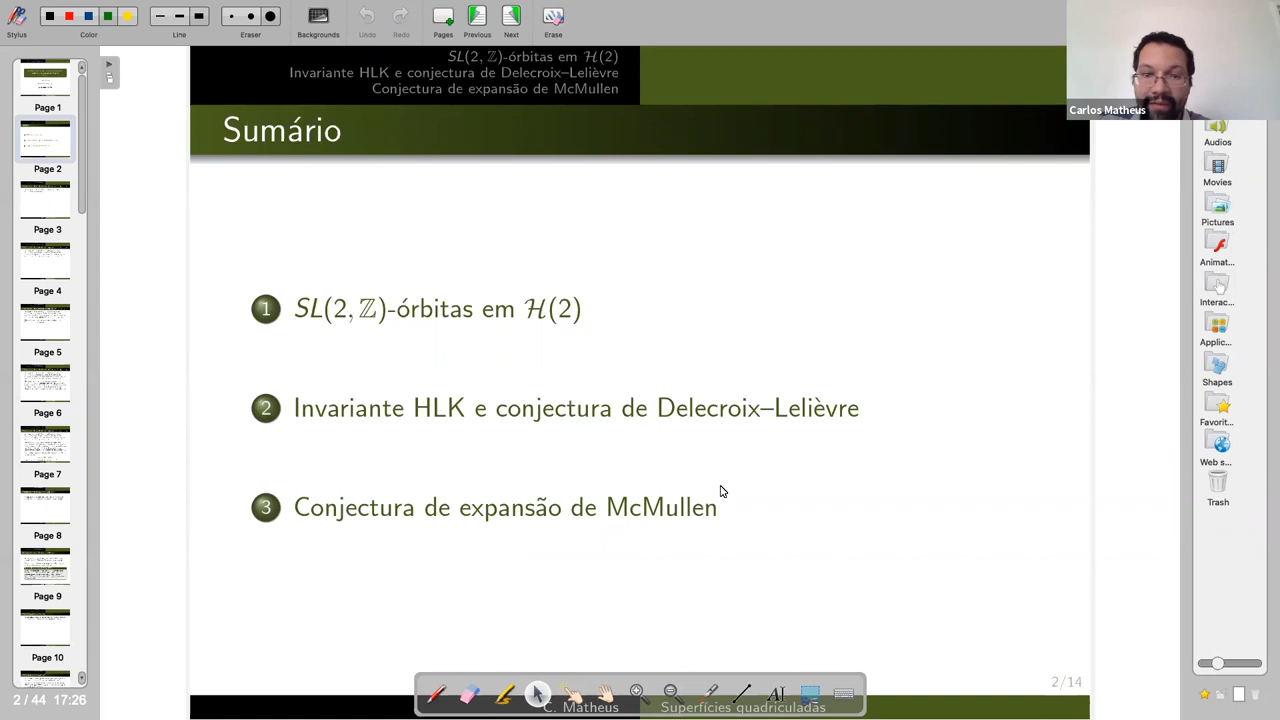 Stylus
Color
Line
Eraser
Backgrounds
Undo
Redo
Pages
Previous
Next
Erase
Page 1
Page 2
Page 3
Page 4
Page 5
Page 6
Page 7
Page 8
Page 9
Page 10
2 / 44 17:26
SL(2, ℤ)-órbitas em ℋ(2)
Invariante HLK e conjectura de Delecroix–Lelièvre
Conjectura de expansão de McMullen
Sumário
1 SL(2, ℤ)-órbitas em ℋ(2)
2 Invariante HLK e conjectura de Delecroix–Lelièvre
3 Conjectura de expansão de McMullen
2/14
C. Matheus Superfícies quadriculadas
Carlos Matheus
Audios
Movies
Pictures
Animat...
Interac...
Applic...
Shapes
Favorit...
Web s...
Trash